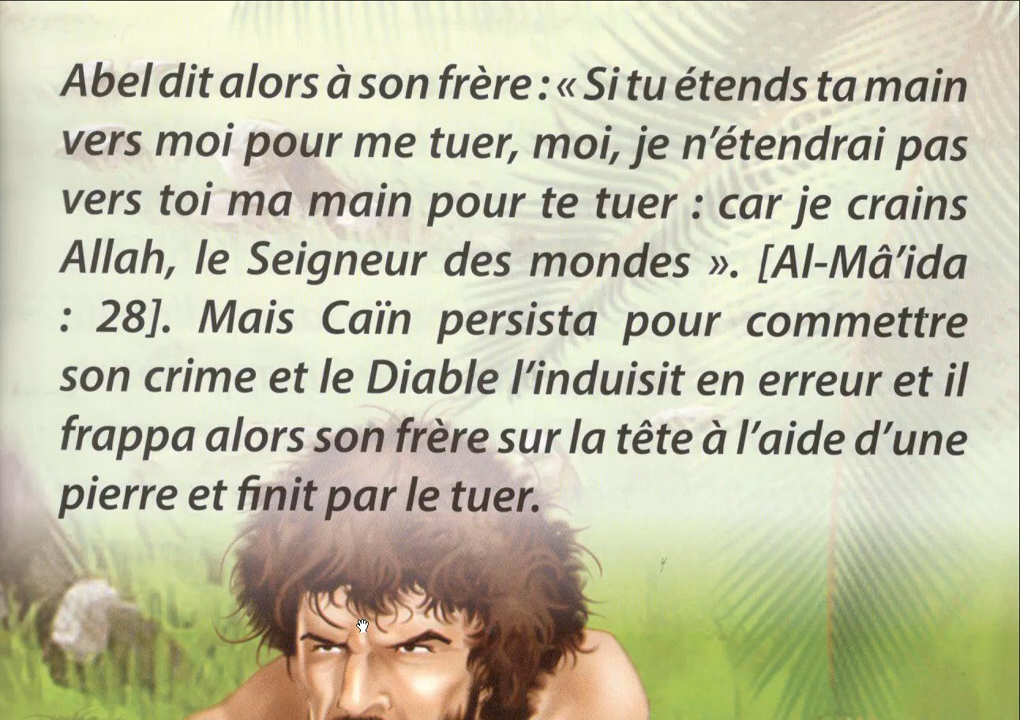 Abel dit alors à son frère : « Si tu étends ta main
vers moi pour me tuer, moi, je n’étendrai pas
vers toi ma main pour te tuer : car je crains
Allah, le Seigneur des mondes ». [Al-Mâ’ida
: 28]. Mais Caïn persista pour commettre
son crime et le Diable l’induisit en erreur et il
frappa alors son frère sur la tête à l’aide d’une
pierre et finit par le tuer.